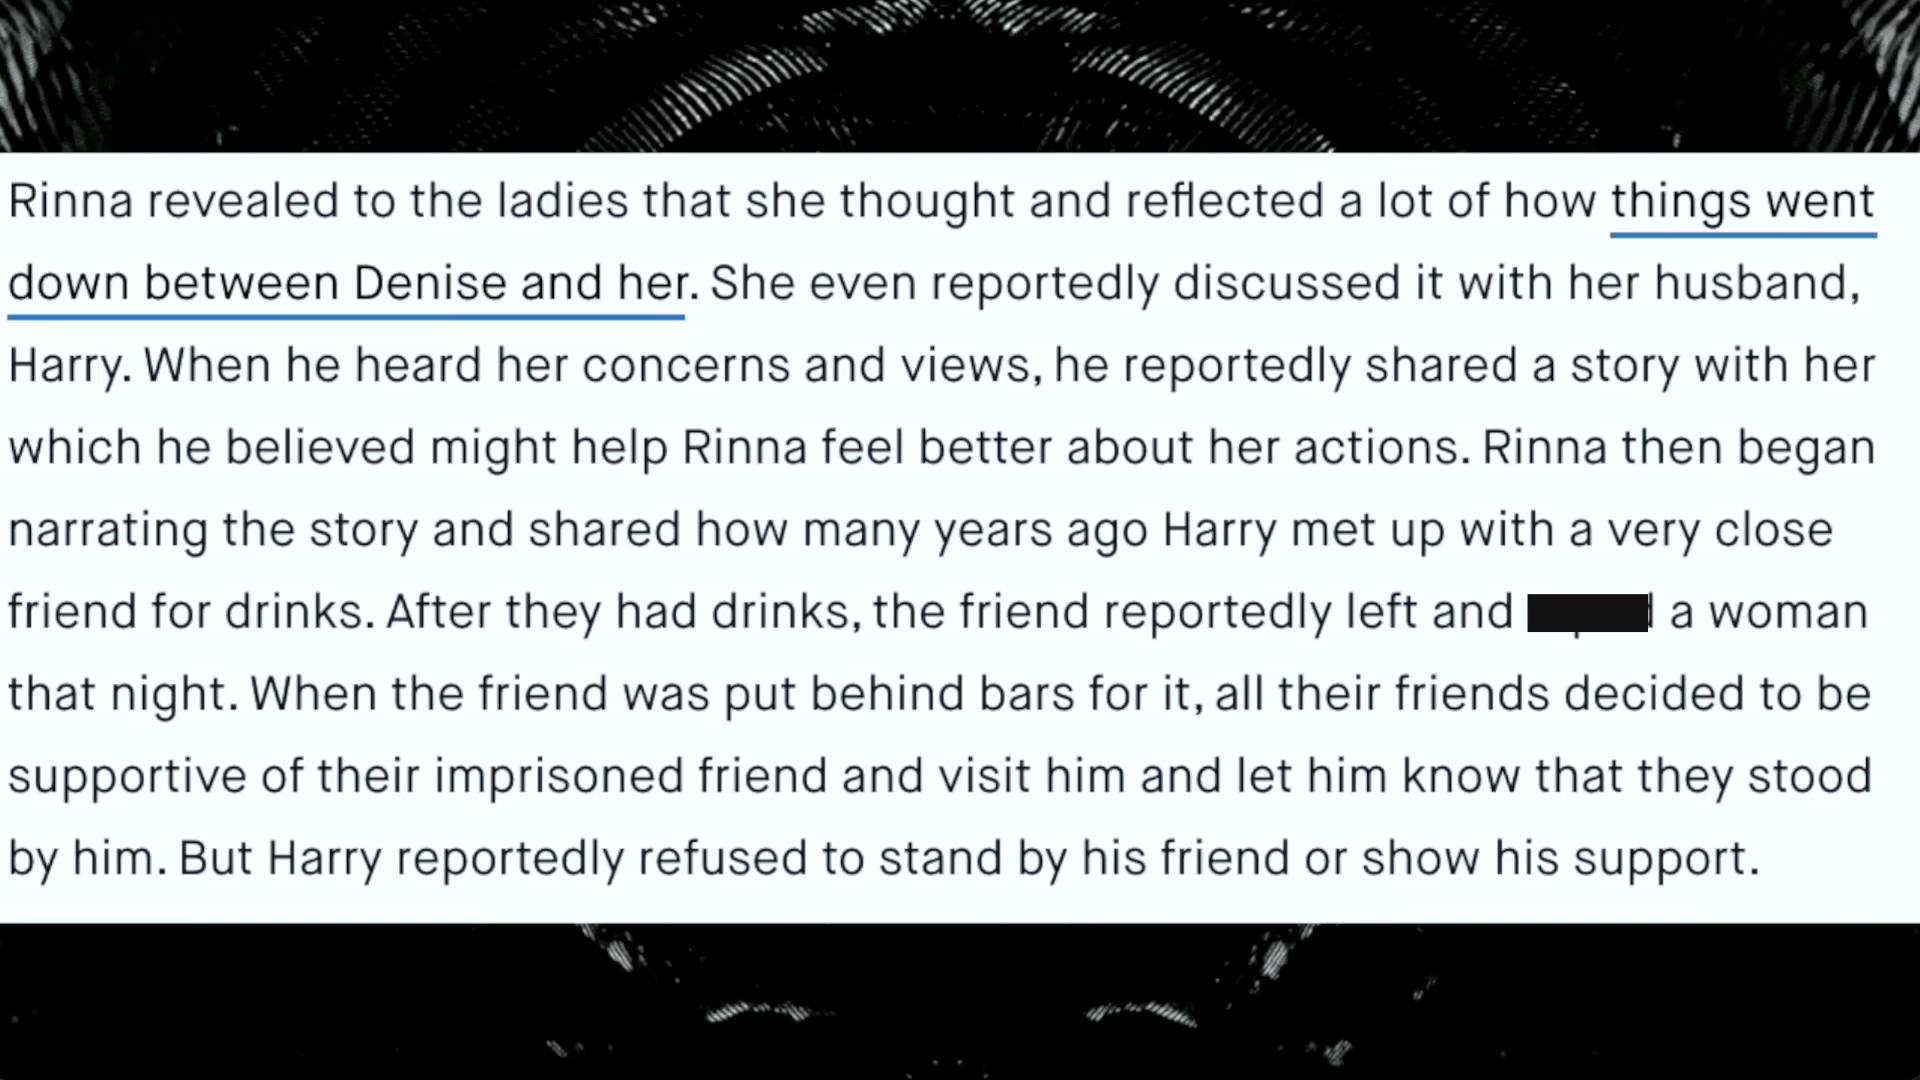 Rinna revealed to the ladies that she thought and reflected a lot of how things went
down between Denise and her. She even reportedly discussed it with her husband,
Harry. When he heard her concerns and views, he reportedly shared a story with her
which he believed might help Rinna feel better about her actions. Rinna then began
narrating the story and shared how many years ago Harry met up with a very close
friend for drinks. After they had drinks, the friend reportedly left and a woman
that night. When the friend was put behind bars for it, all their friends decided to be
supportive of their imprisoned friend and visit him and let him know that they stood
by him. But Harry reportedly refused to stand by his friend or show his support.